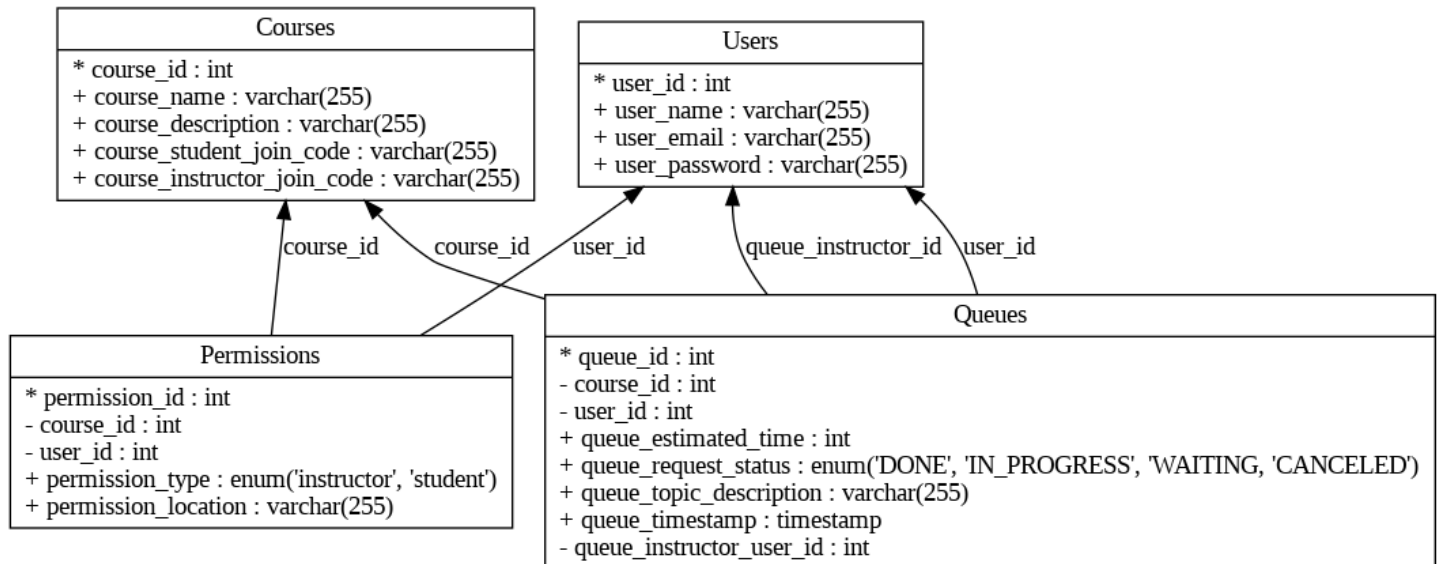 Courses
* course_id : int
+ course_name : varchar(255)
+ course_description : varchar(255)
+ course_student_join_code : varchar(255)
+ course_instructor_join_code : varchar(255)
Users
* user_id : int
+ user_name : varchar(255)
+ user_email : varchar(255)
+ user_password : varchar(255)
course_id
course_id
user_id
queue_instructor_id
user_id
Permissions
* permission_id : int
- course_id : int
- user_id : int
+ permission_type : enum('instructor', 'student')
+ permission_location : varchar(255)
Queues
* queue_id : int
- course_id : int
- user_id : int
+ queue_estimated_time : int
+ queue_request_status : enum('DONE', 'IN_PROGRESS', 'WAITING, 'CANCELED')
+ queue_topic_description : varchar(255)
+ queue_timestamp : timestamp
- queue_instructor_user_id : int